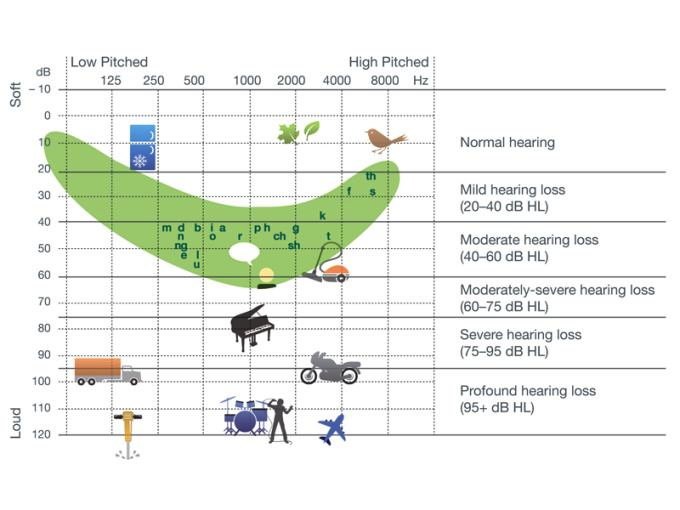 Low Pitched High Pitched
dB 125 250 500 1000 2000 4000 8000 Hz
Soft
– 10
0
10 Normal hearing
20
th
30 f s Mild hearing loss
(20–40 dB HL)
k
40
m d b i a p h g
n o r ch t Moderate hearing loss
50 ng l sh (40–60 dB HL)
e u
60
Moderately-severe hearing loss
70 (60–75 dB HL)
80 Severe hearing loss
90 (75–95 dB HL)
100 Profound hearing loss
110 (95+ dB HL)
Loud
120